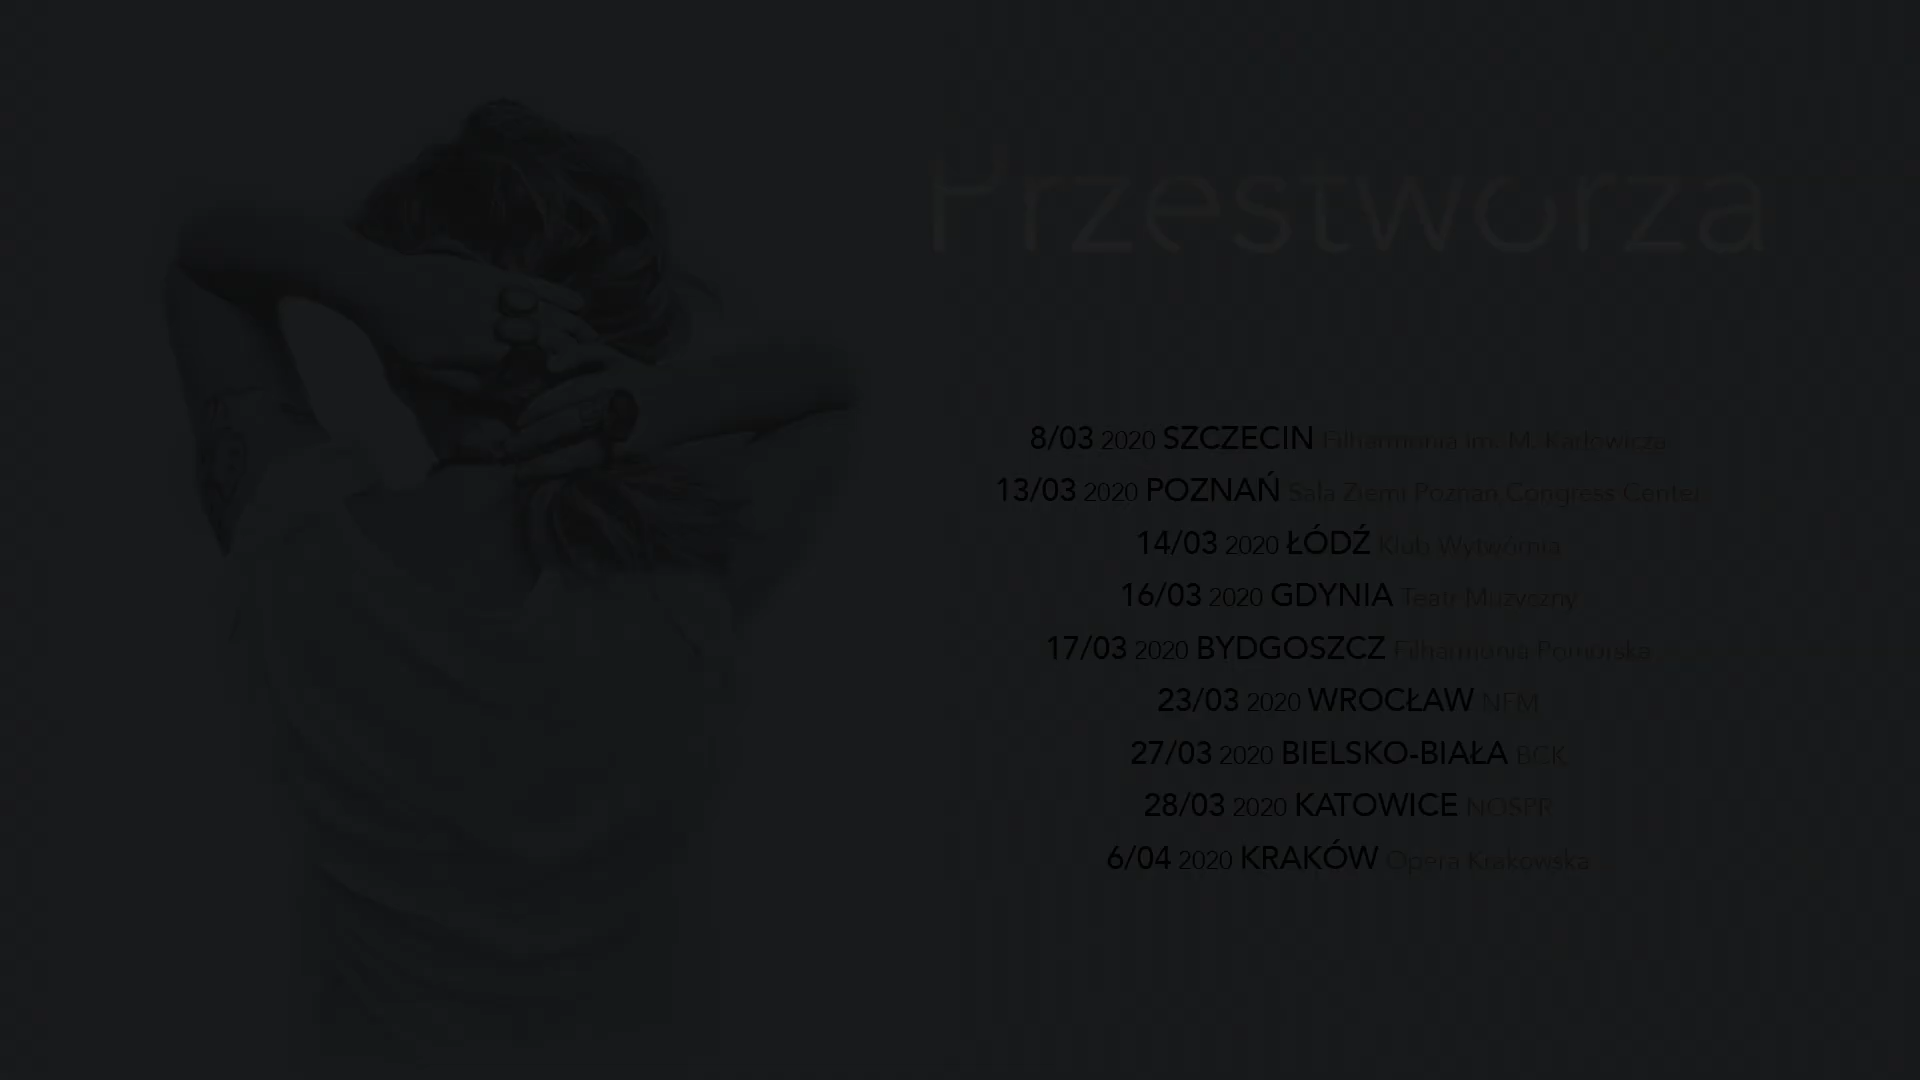 Przestworza
8/03 2020 SZCZECIN Filharmonia im. M. Karłowicza
13/03 2020 POZNAŃ Sala Ziemi Poznań Congress Center
14/03 2020 ŁÓDŹ Klub Wytwórnia
16/03 2020 GDYNIA Teatr Muzyczny
17/03 2020 BYDGOSZCZ Filharmonia Pomorska
23/03 2020 WROCŁAW NFM
27/03 2020 BIELSKO-BIAŁA BCK
28/03 2020 KATOWICE NOSPR
6/04 2020 KRAKÓW Opera Krakowska